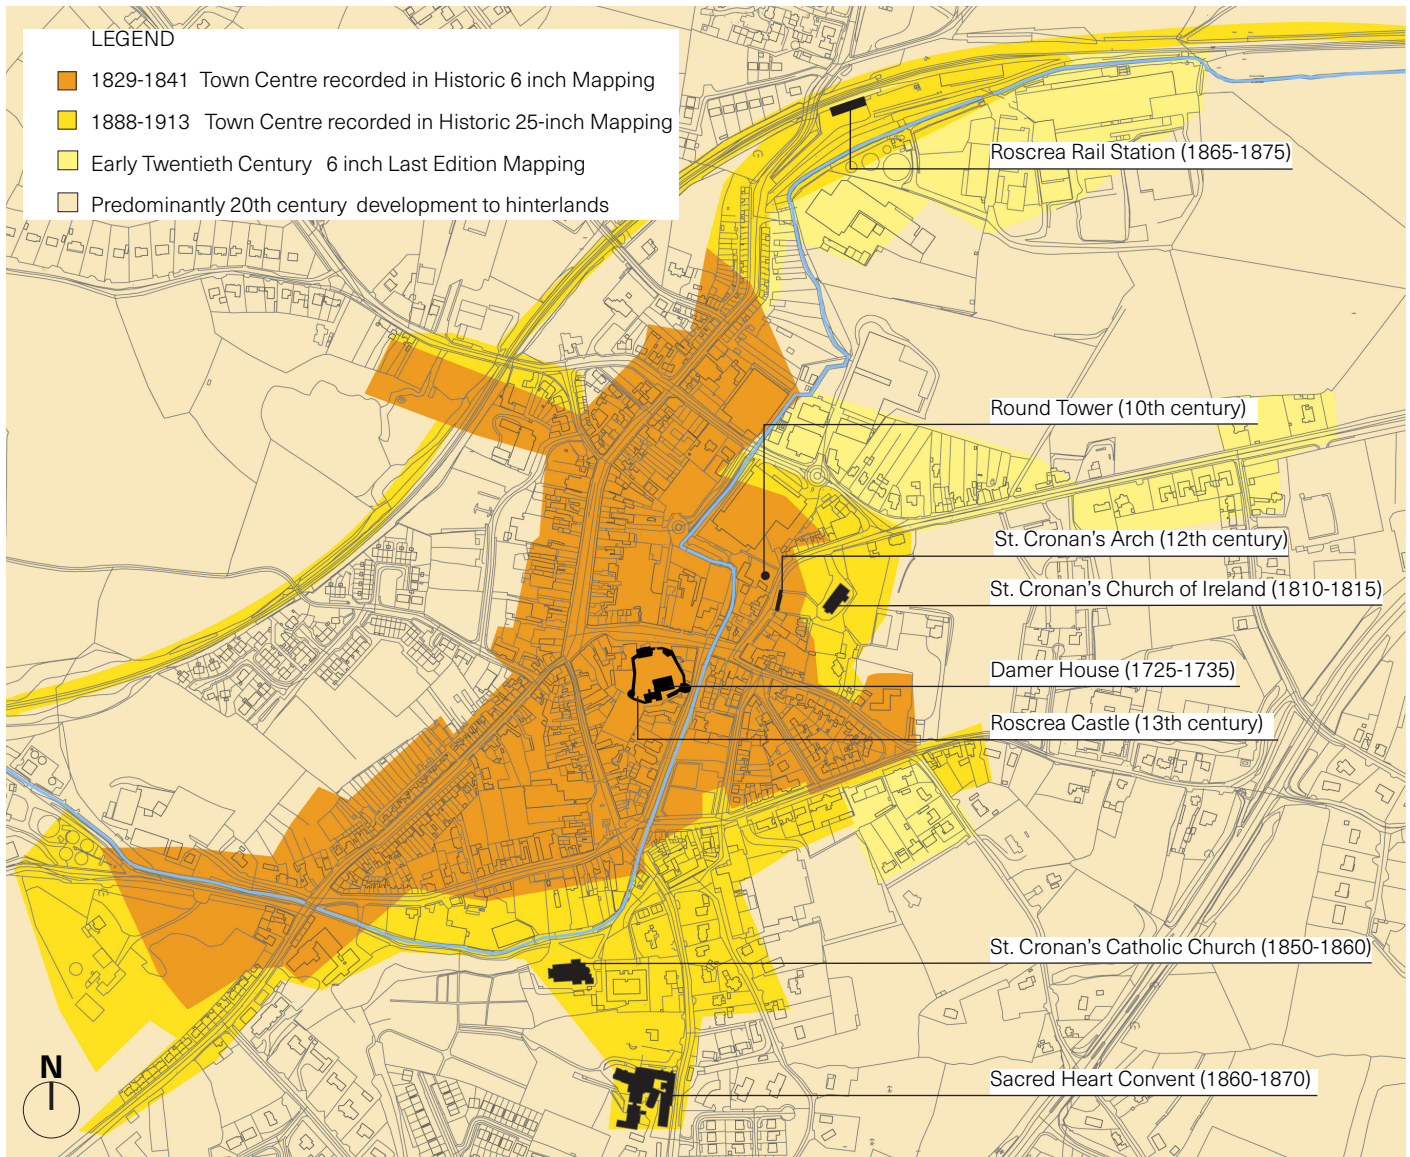 LEGEND
1829-1841 Town Centre recorded in Historic 6 inch Mapping
1888-1913 Town Centre recorded in Historic 25-inch Mapping
Early Twentieth Century 6 inch Last Edition Mapping
Predominantly 20th century development to hinterlands
Roscrea Rail Station (1865-1875)
Round Tower (10th century)
St. Cronan's Arch (12th century)
St. Cronan's Church of Ireland (1810-1815)
Damer House (1725-1735)
Roscrea Castle (13th century)
St. Cronan's Catholic Church (1850-1860)
Sacred Heart Convent (1860-1870)
N